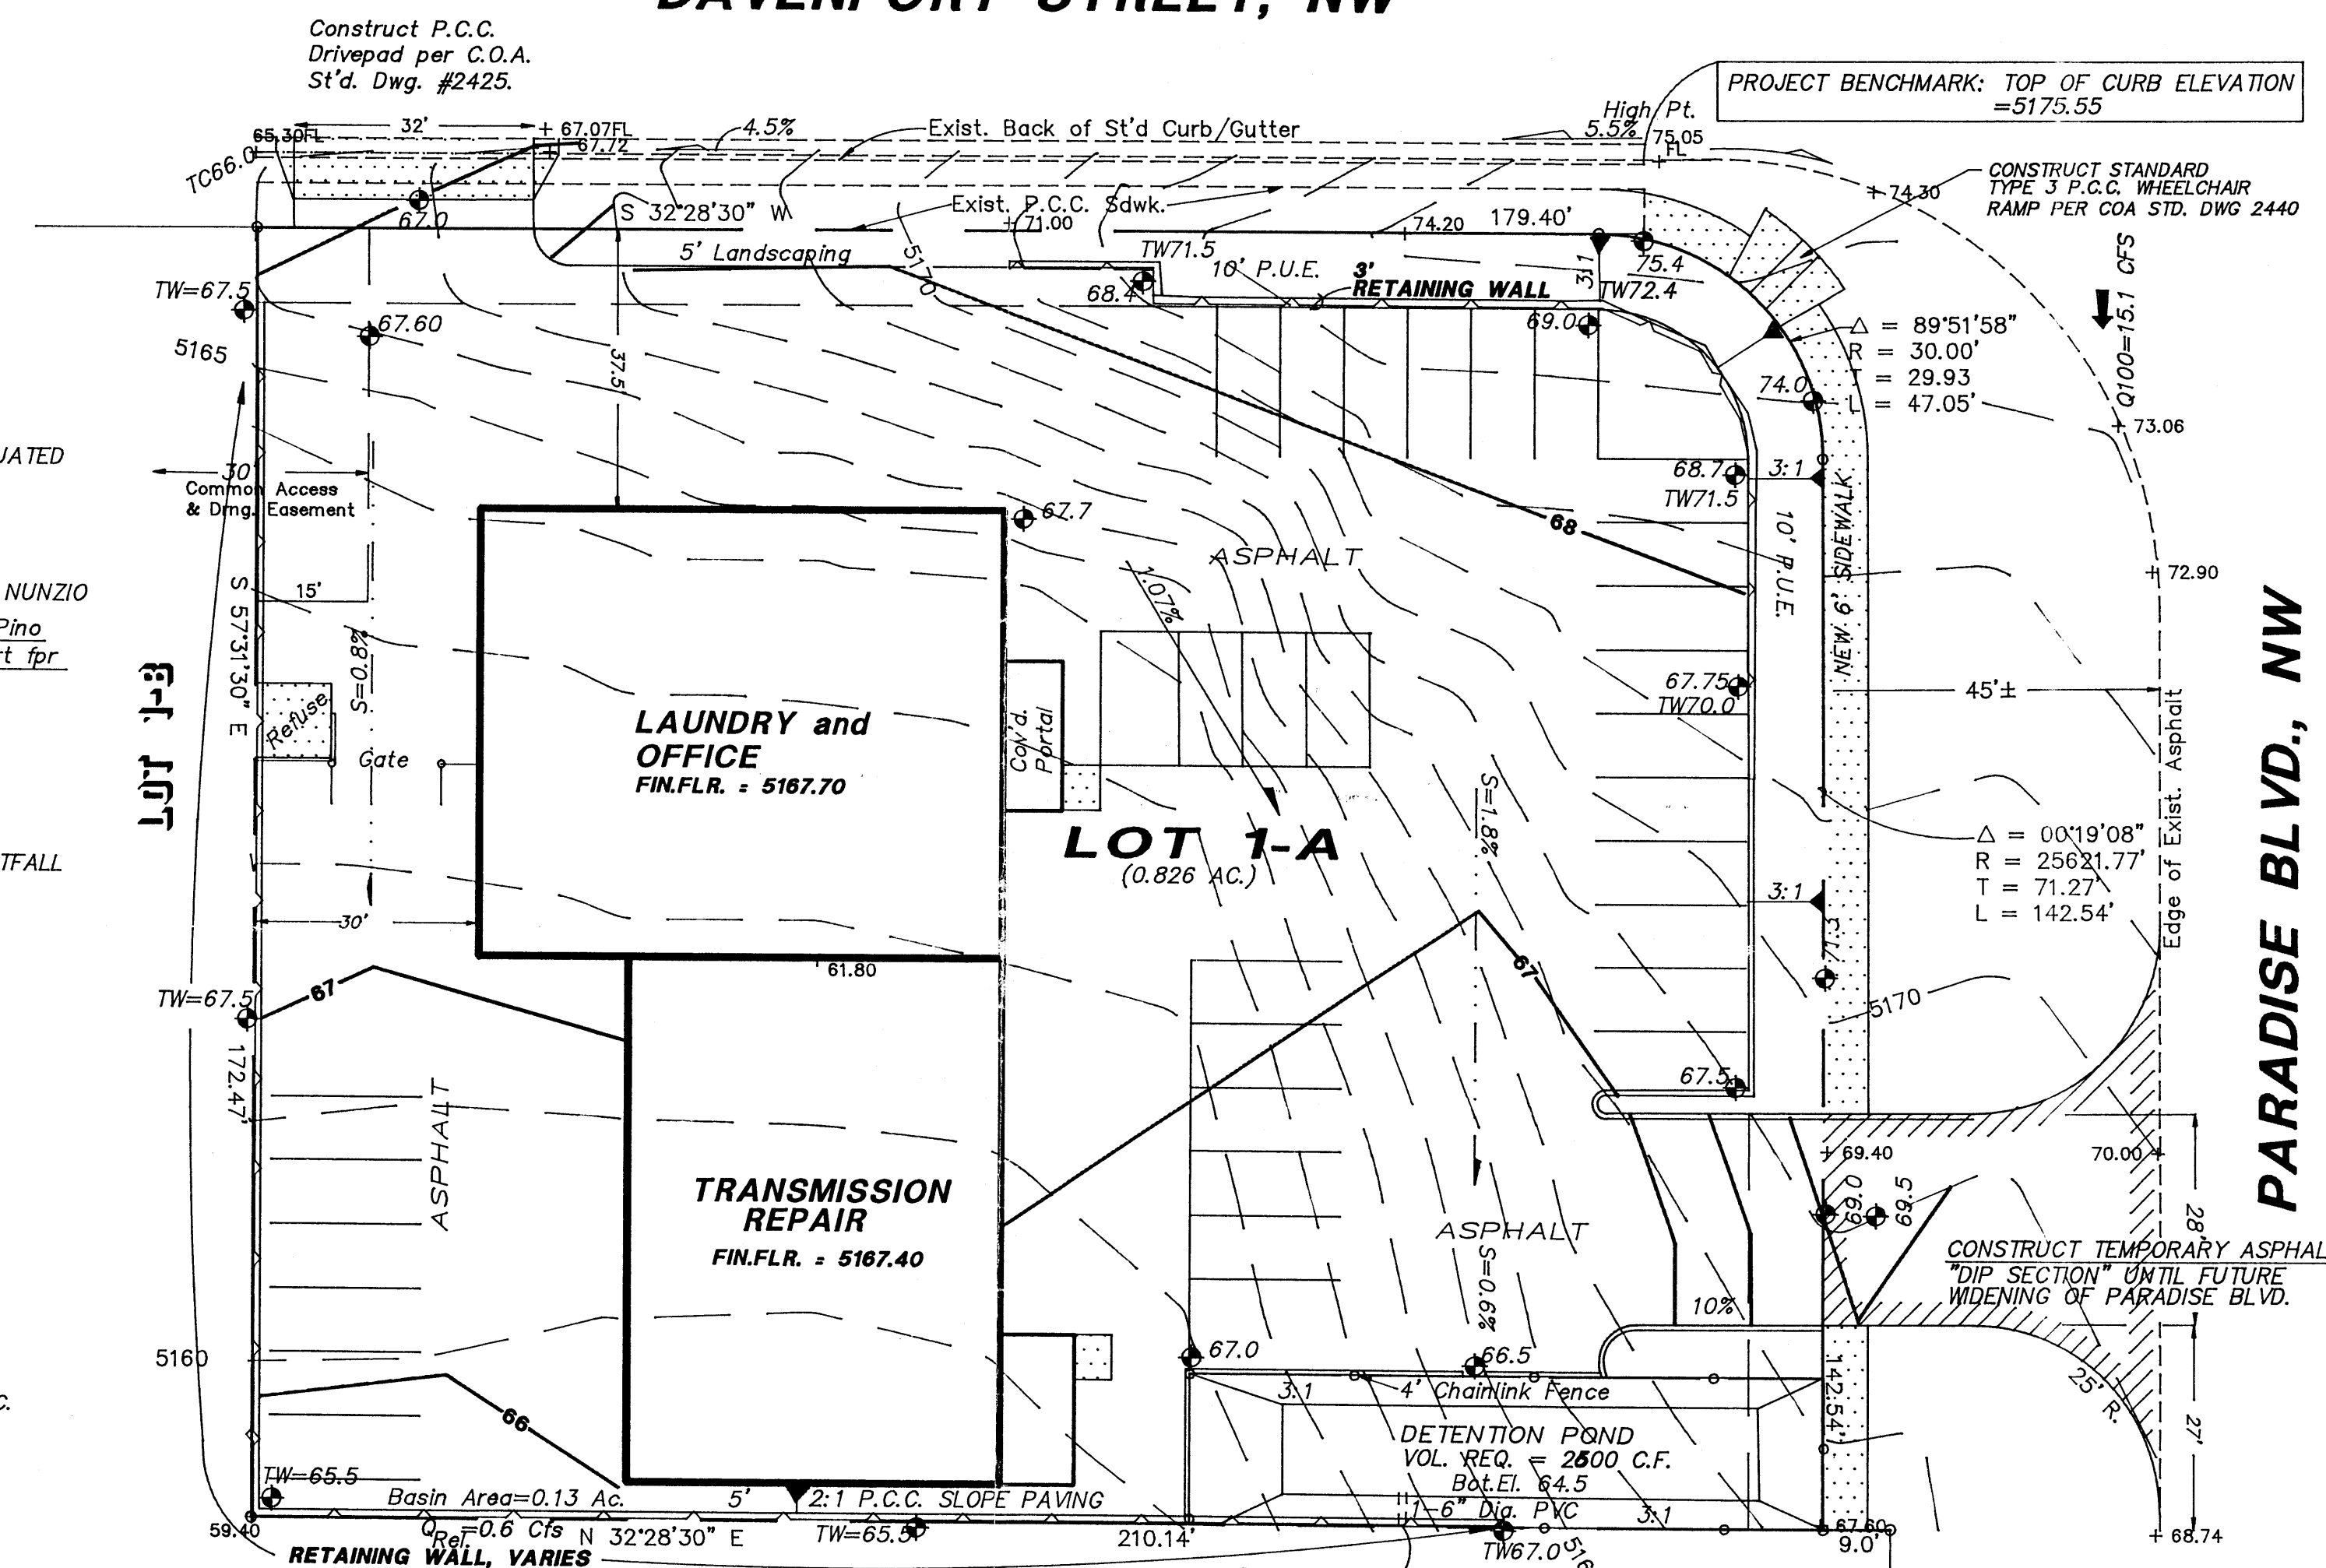 DAVENPORT STREET, NW
Construct P.C.C.
Drivepad per C.O.A.
St'd. Dwg. #2425.
PROJECT BENCHMARK: TOP OF CURB ELEVATION
=5175.55
65.30FL
32'
67.07FL
67.72
4.5%
Exist. Back of St'd Curb/Gutter
High Pt.
5.5%
75.05
FL
TC66.0
74.30
CONSTRUCT STANDARD
TYPE 3 P.C.C. WHEELCHAIR
RAMP PER COA STD. DWG 2440
67.0
S 32°28'30" W
Exist. P.C.C. Sdwk.
71.00
74.20
179.40'
5' Landscaping
5170
TW71.5
10' P.U.E.
3'
RETAINING WALL
3:1
75.4
TW72.4
Q100=15.1 CFS
TW=67.5
68.4
69.0
67.60
5165
37.5'
Δ = 89°51'58"
R = 30.00'
T = 29.93
L = 47.05'
74.0
73.06
UATED
30'
Common Access
& Drng. Easement
68.7
3:1
TW71.5
67.7
68
ASPHALT
1.07%
10' P.U.E.
NEW 6' SIDEWALK
72.90
NUNZIO
Pino
rt fpr
15'
S 57°31'30" E
S=0.8%
LOT 1-B
Refuse
Gate
LAUNDRY and
OFFICE
FIN.FLR. = 5167.70
Cov'd.
Portal
67.75
TW70.0
45'±
Edge of Exist. Asphalt
PARADISE BLVD., NW
S=1.8%
LOT 1-A
(0.826 AC.)
Δ = 00°19'08"
R = 25621.77'
T = 71.27'
L = 142.54'
TFALL
30'
3:1
61.80
67
67
TW=67.5
5170
172.47'
ASPHALT
67.5
TRANSMISSION
REPAIR
FIN.FLR. = 5167.40
69.40
70.00
69.0
69.5
28'
ASPHALT
S=0.6%
CONSTRUCT TEMPORARY ASPHAL
"DIP SECTION" UNTIL FUTURE
WIDENING OF PARADISE BLVD.
10%
5160
67.0
66.5
3:1
4' Chainlink Fence
142.54'
25' R.
27'
C.
66
DETENTION POND
VOL. REQ. = 2600 C.F.
Bot.El. 64.5
1-6" Dia. PVC
3:1
TW=65.5
Basin Area=0.13 Ac.
5'
2:1 P.C.C. SLOPE PAVING
59.40
Q Rel. =0.6 Cfs
N 32°28'30" E
TW=65.5
210.14'
TW67.0
516
67.60
9.0'
68.74
RETAINING WALL, VARIES